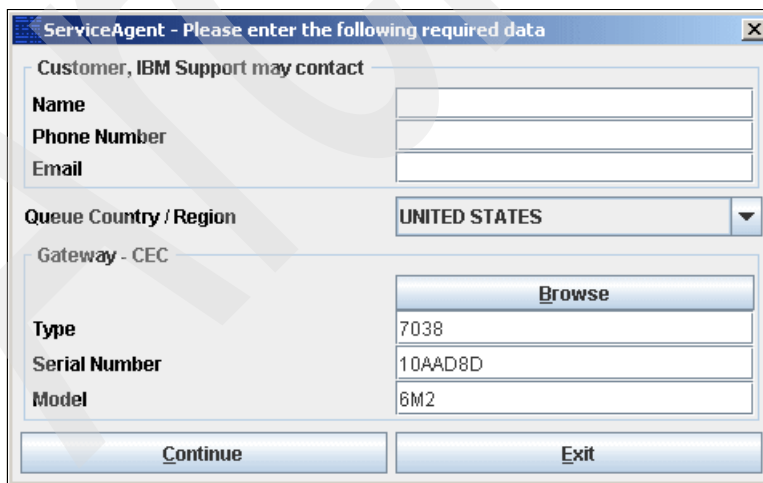 ServiceAgent - Please enter the following required data
Customer, IBM Support may contact
Name
Phone Number
Email
Queue Country / Region UNITED STATES
Gateway - CEC
Browse
Type 7038
Serial Number 10AAD8D
Model 6M2
Continue Exit